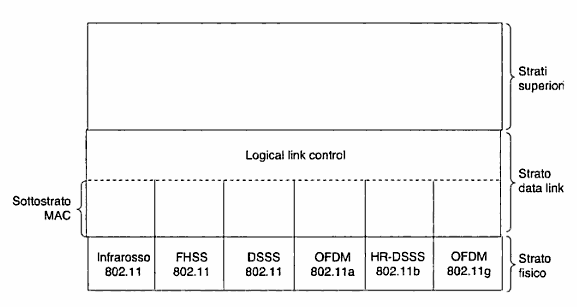 Strati
superiori
Logical link control
Strato
data link
Sottostrato
MAC
Infrarosso
802.11
FHSS
802.11
DSSS
802.11
OFDM
802.11a
HR-DSSS
802.11b
OFDM
802.11g
Strato
fisico